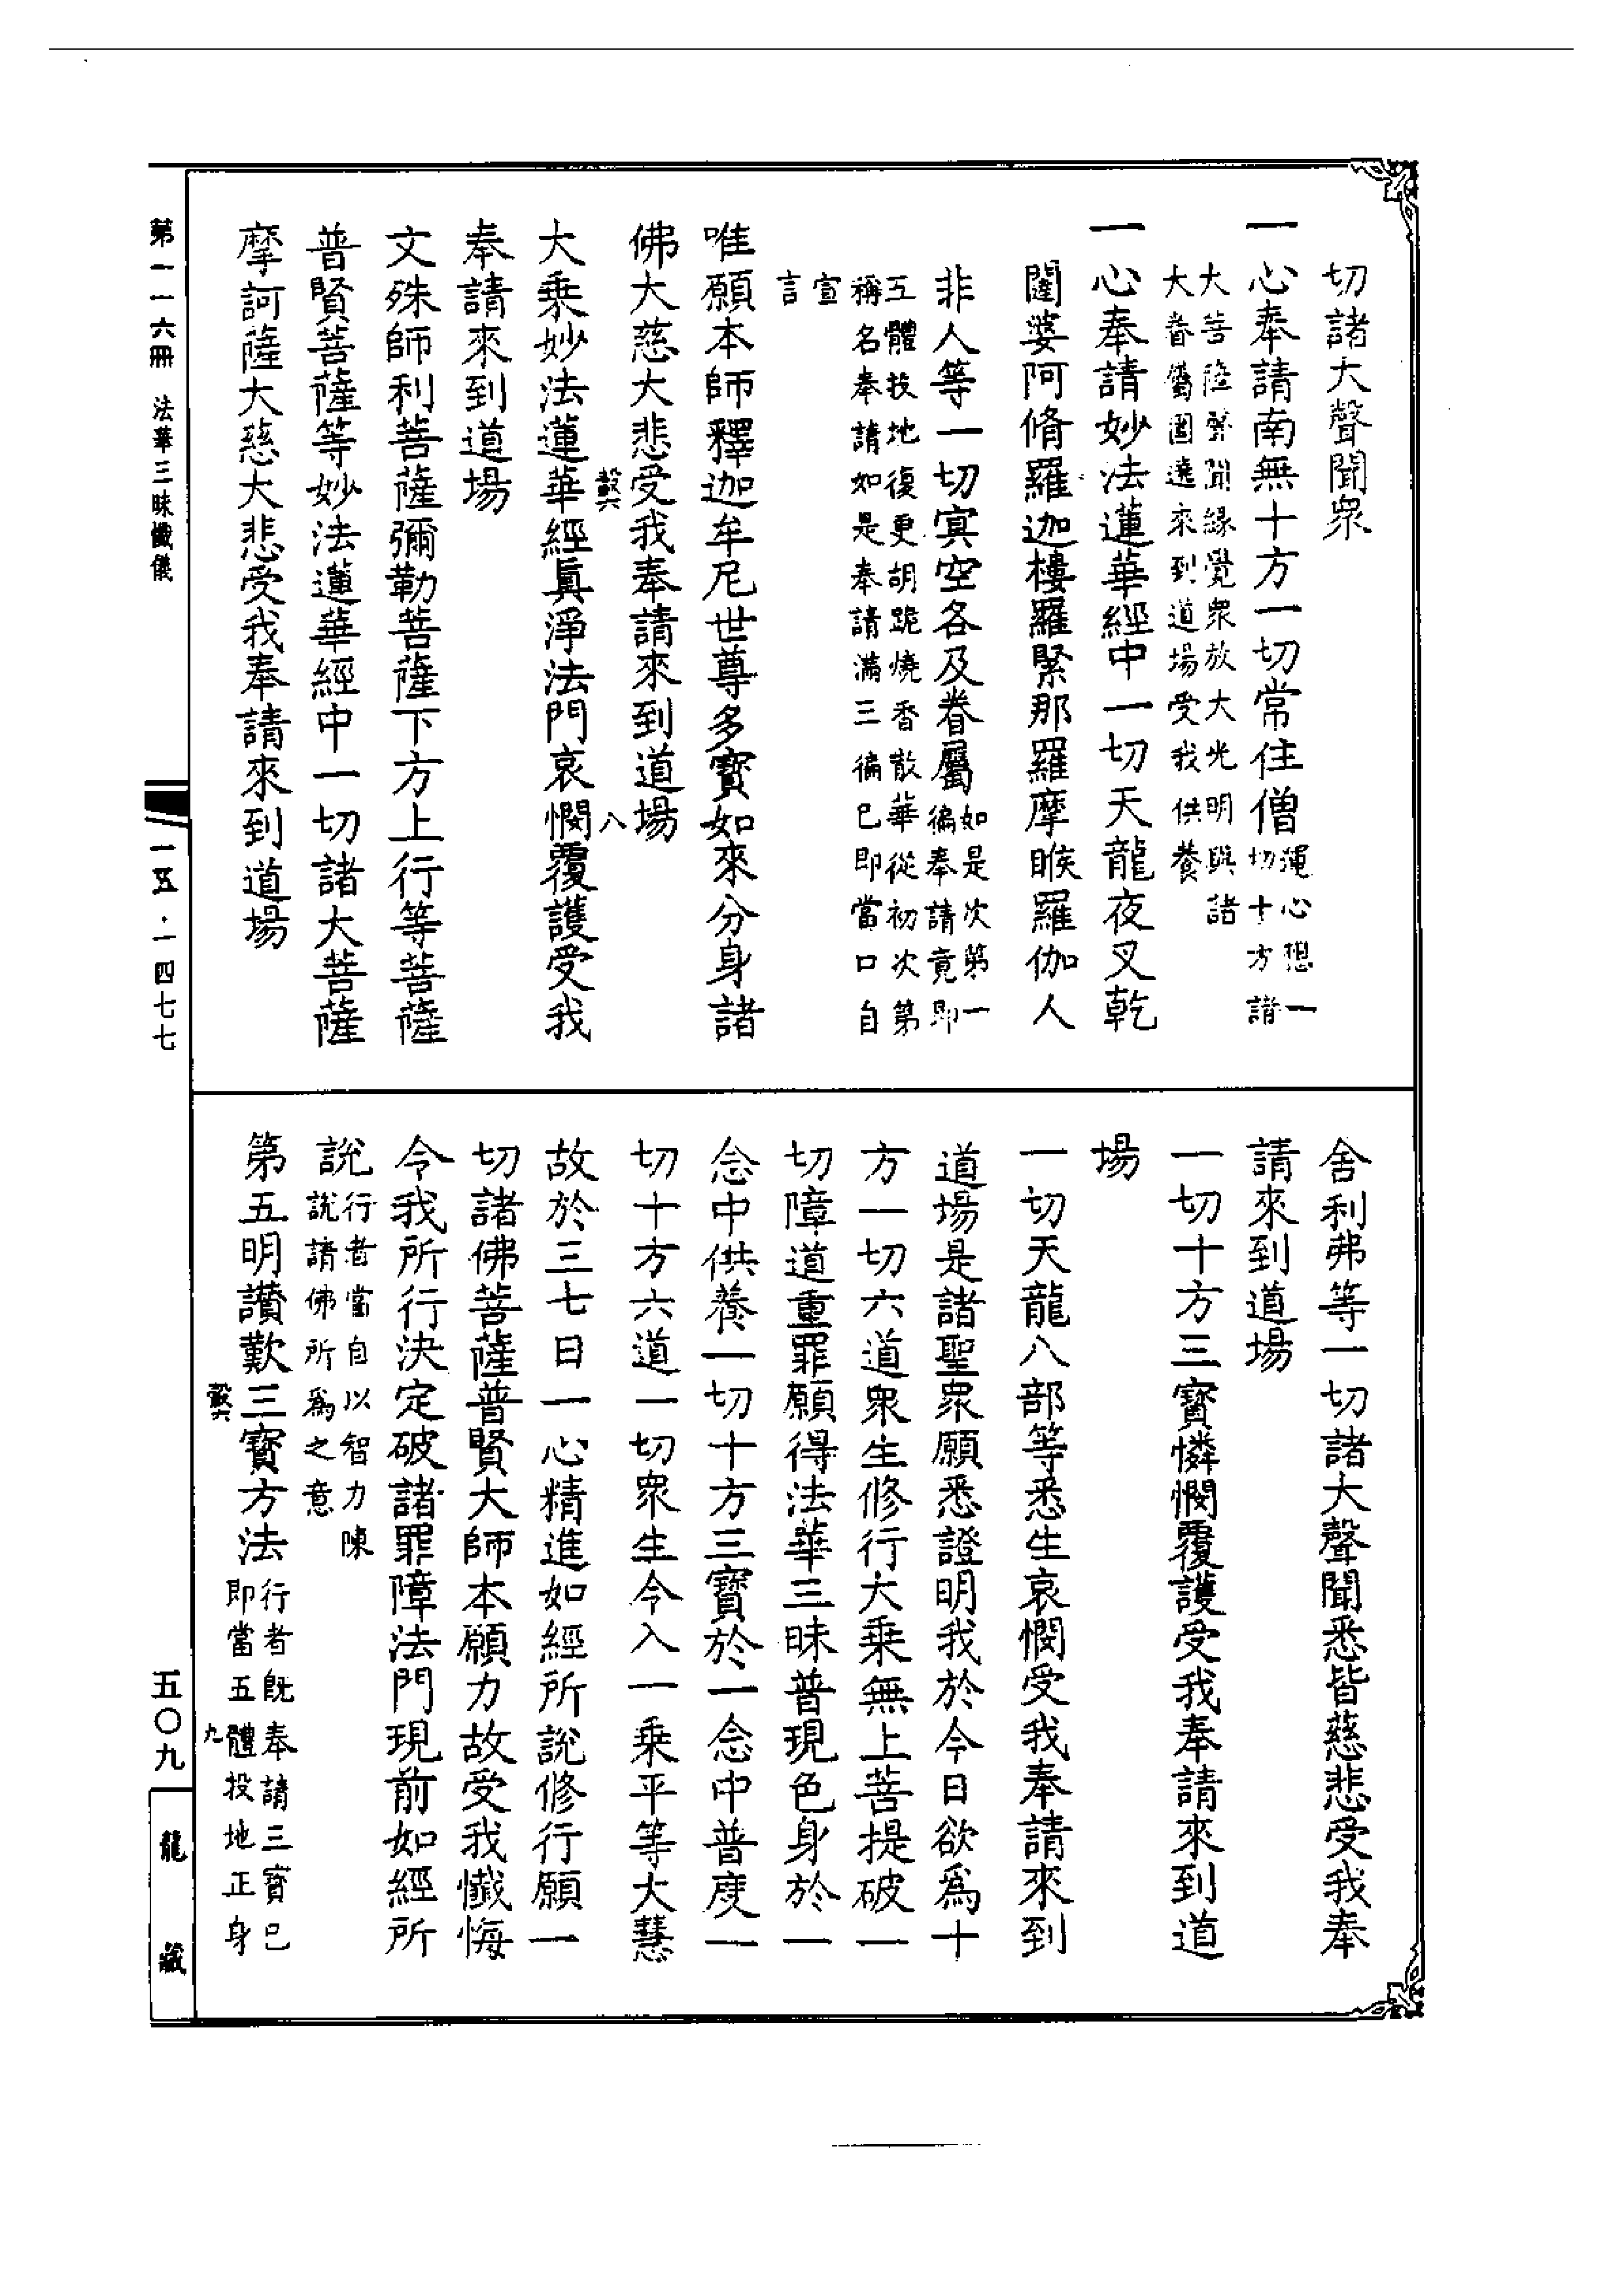 切諸大聲聞眾
一心奉請南無十方一切常住僧運心想一切十方諸
大菩薩聲聞緣覺眾放大光明與諸
大眷屬圍遶來到道場受我供養
一心奉請妙法蓮華經中一切天龍夜叉乾
闥婆阿脩羅迦樓羅緊那羅摩睺羅伽人
非人等一切冥空各及眷屬如是次第一徧奉請竟即
五體投地復更胡跪燒香散華從初次第
稱名奉請如是奉請滿三徧已即當口自
宣
言
唯願本師釋迦牟尼世尊多寶如來分身諸
佛大慈大悲受我奉請來到道場
八
大乘妙法蓮華經真淨法門哀憫覆護受我
奉請來到道場
文殊師利菩薩彌勒菩薩下方上行等菩薩
普賢菩薩等妙法蓮華經中一切諸大菩薩
摩訶薩大慈大悲受我奉請來到道場
舍利弗等一切諸大聲聞悉皆慈悲受我奉
請來到道場
一切十方三寶憐憫覆護受我奉請來到道
場
一切天龍八部等悉生哀憫受我奉請來到
道場是諸聖眾願悉證明我於今日欲為十
方一切六道眾生修行大乘無上菩提破一
切障道重罪願得法華三昧普現色身於一
念中供養一切十方三寶於一念中普度一
切十方六道一切眾生令入一乘平等大慧
故於三七日一心精進如經所說修行願一
切諸佛菩薩普賢大師本願力故受我懺悔
令我所行決定破諸罪障法門現前如經所
說行者當自以智力陳說請佛所為之意
第五明讚歎三寶方法行者既奉請三寶已即當五體投地正身
九
第一一六冊 法華三昧懺儀
一五·一四七七
五〇九
龍藏